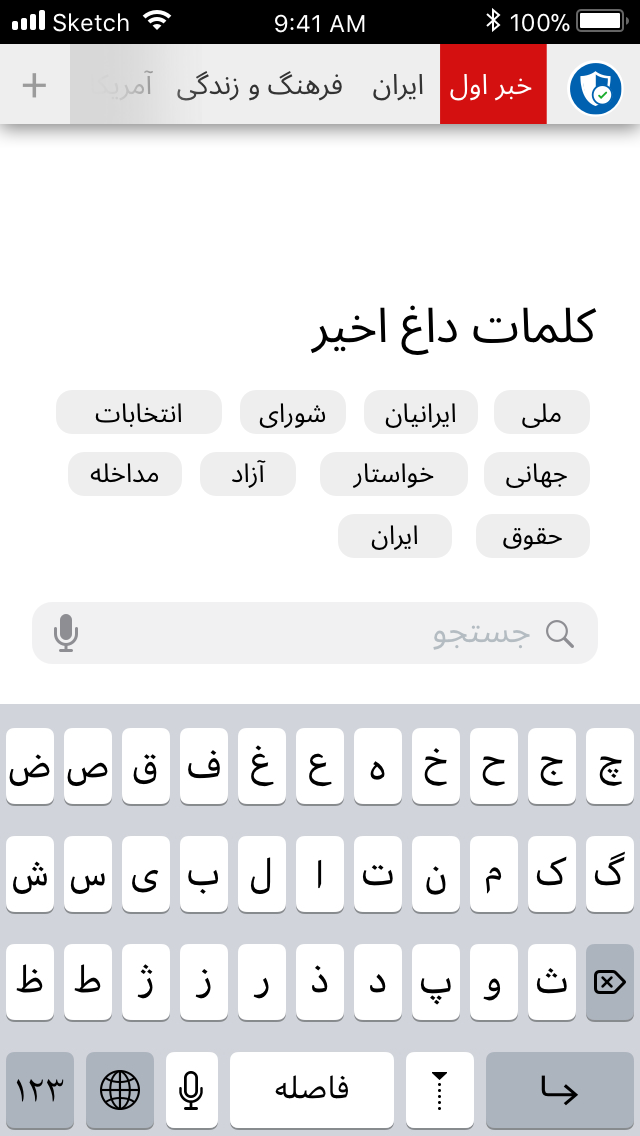 Sketch 9:41 AM 100%
خبر اول ایران فرهنگ و زندگی آمریکا
کلمات داغ اخیر
ملی ایرانیان شورای انتخابات
جهانی خواستار آزاد مداخله
حقوق ایران
جستجو
ض ص ق ف غ ع ه خ ح ج چ
ش س ی ب ل ا ت ن م ک گ
ظ ط ژ ز ر ذ د پ و ث
۱۲۳ فاصله